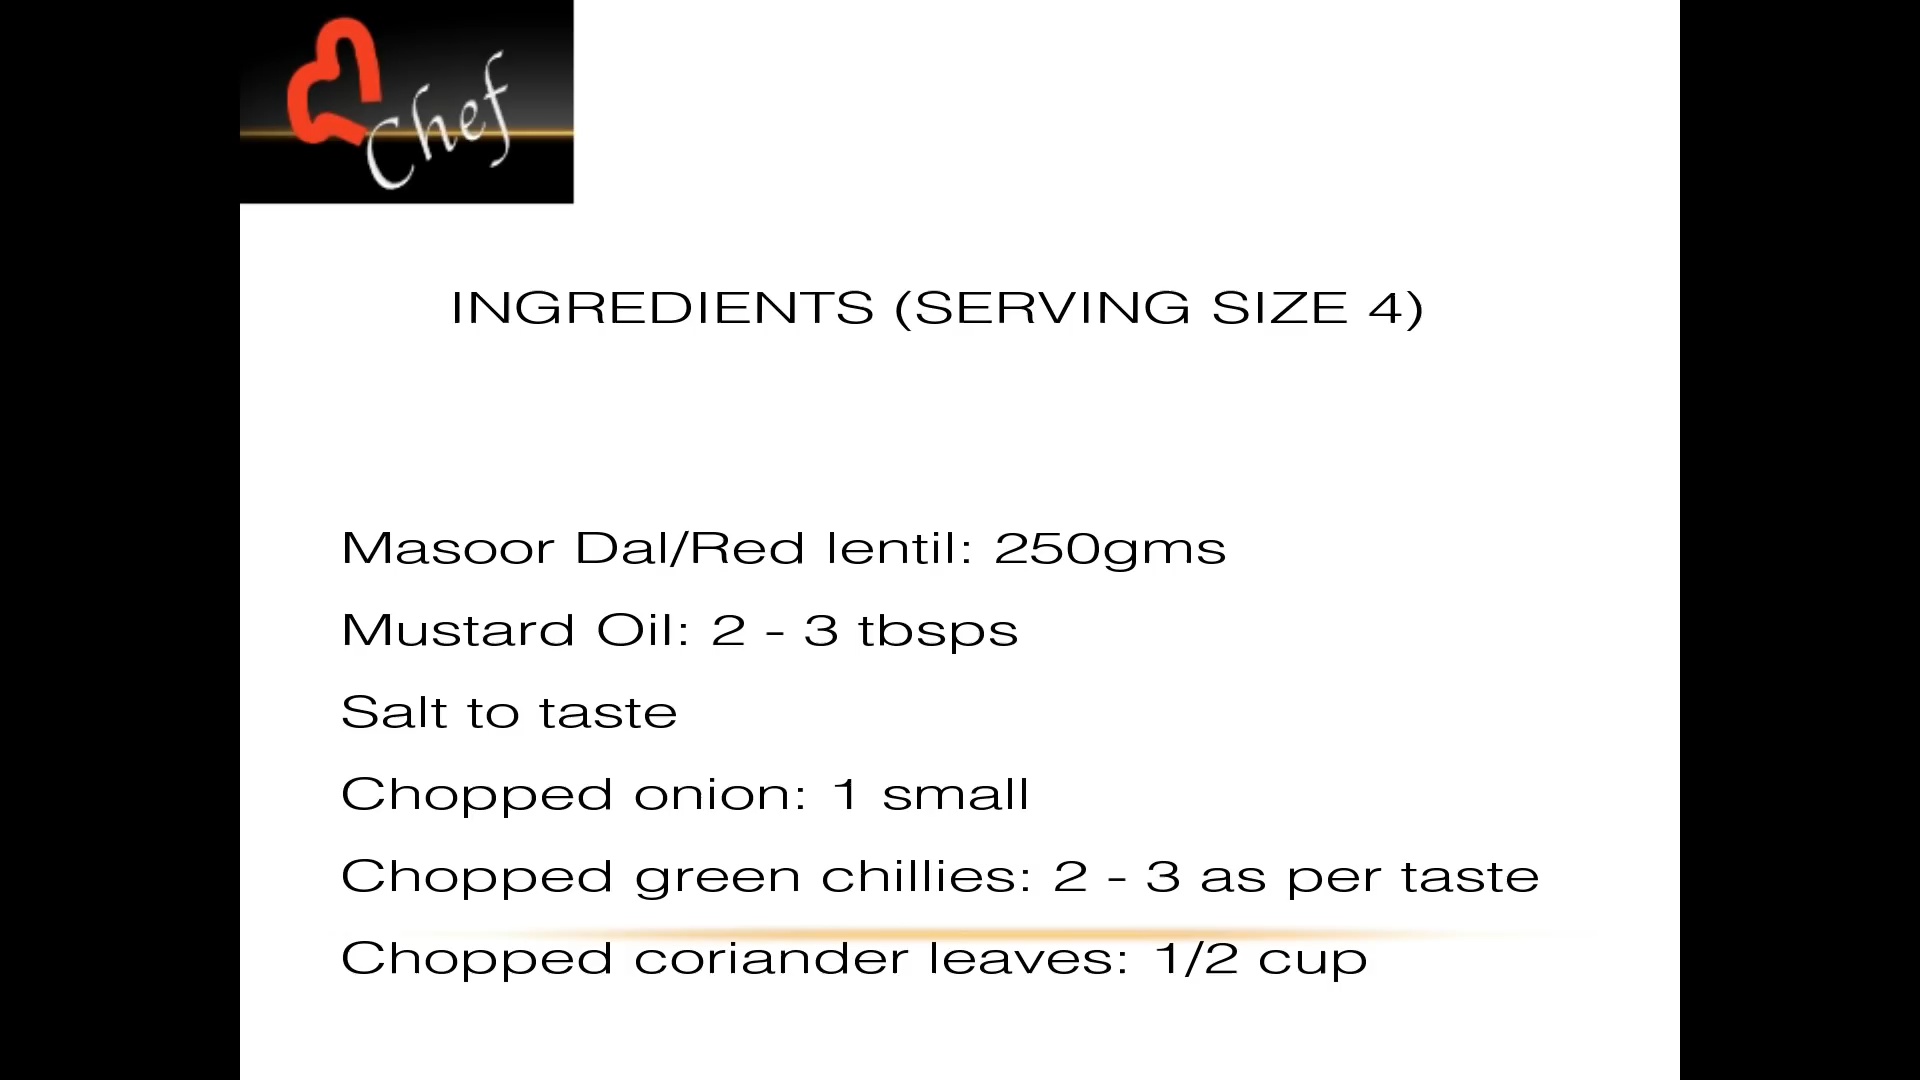 Chef
INGREDIENTS (SERVING SIZE 4)
Masoor Dal/Red lentil: 250gms
Mustard Oil: 2 - 3 tbsps
Salt to taste
Chopped onion: 1 small
Chopped green chillies: 2 - 3 as per taste
Chopped coriander leaves: 1/2 cup